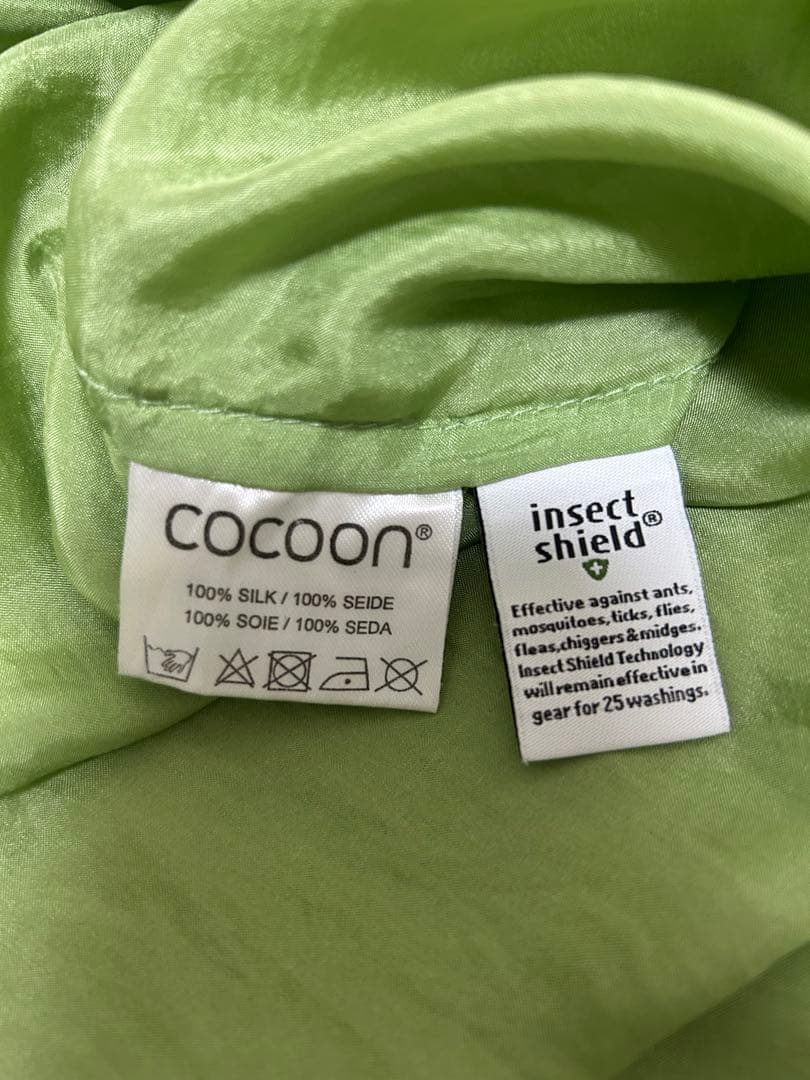 cocoon®
100% SILK / 100% SEIDE
100% SOIE / 100% SEDA
insect
shield®
Effective against ants,
mosquitoes, ticks, flies,
fleas, chiggers & midges.
Insect Shield Technology
will remain effective in
gear for 25 washings.